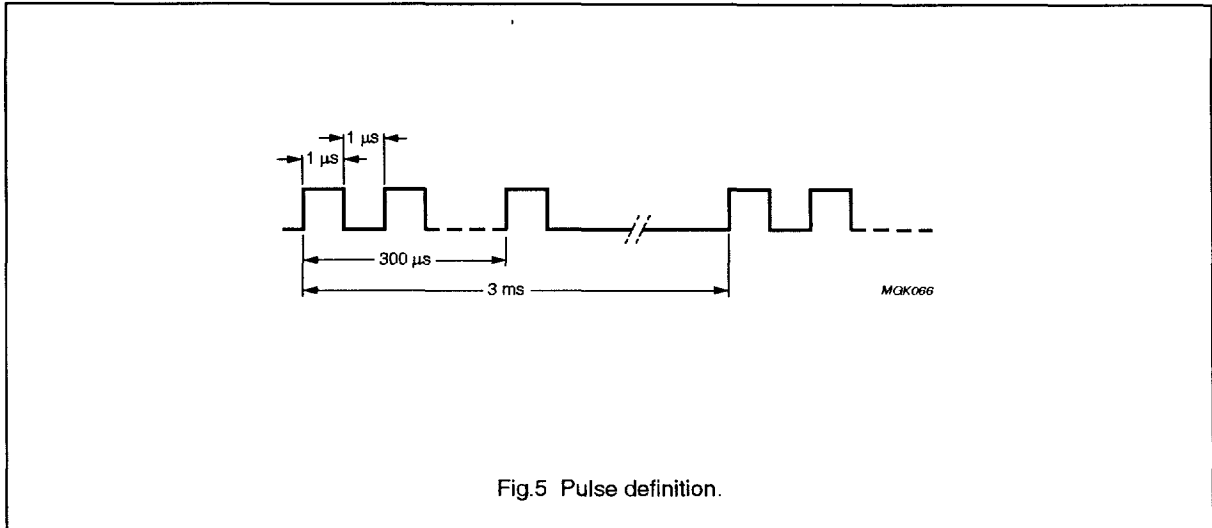 1 µs
1 µs
300 µs
3 ms
MGK066
Fig.5 Pulse definition.